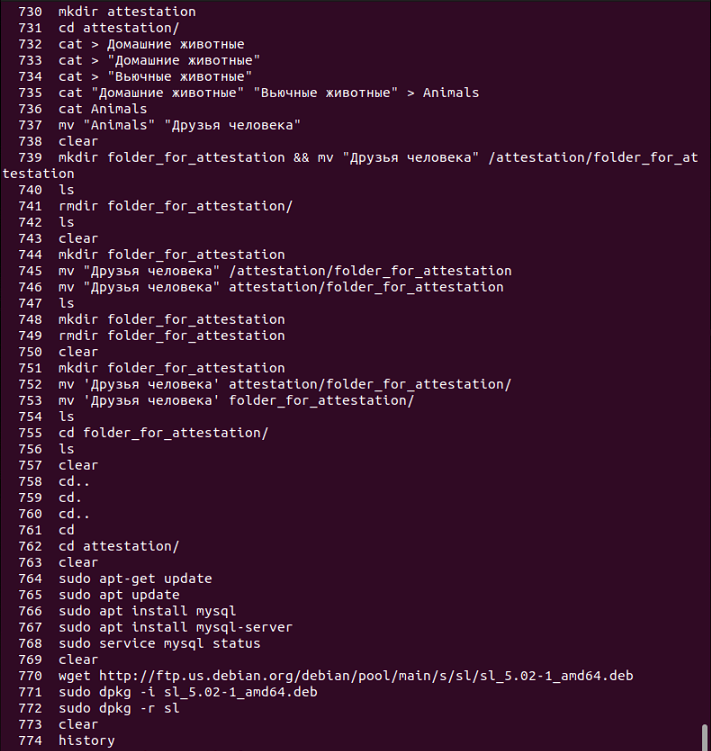 730 mkdir attestation
731 cd attestation/
732 cat > Домашние животные
733 cat > "Домашние животные"
734 cat > "Вьючные животные"
735 cat "Домашние животные" "Вьючные животные" > Animals
736 cat Animals
737 mv "Animals" "Друзья человека"
738 clear
739 mkdir folder_for_attestation && mv "Друзья человека" /attestation/folder_for_at
testation
740 ls
741 rmdir folder_for_attestation/
742 ls
743 clear
744 mkdir folder_for_attestation
745 mv "Друзья человека" /attestation/folder_for_attestation
746 mv "Друзья человека" attestation/folder_for_attestation
747 ls
748 mkdir folder_for_attestation
749 rmdir folder_for_attestation
750 clear
751 mkdir folder_for_attestation
752 mv 'Друзья человека' attestation/folder_for_attestation/
753 mv 'Друзья человека' folder_for_attestation/
754 ls
755 cd folder_for_attestation/
756 ls
757 clear
758 cd..
759 cd.
760 cd..
761 cd
762 cd attestation/
763 clear
764 sudo apt-get update
765 sudo apt update
766 sudo apt install mysql
767 sudo apt install mysql-server
768 sudo service mysql status
769 clear
770 wget http://ftp.us.debian.org/debian/pool/main/s/sl/sl_5.02-1_amd64.deb
771 sudo dpkg -i sl_5.02-1_amd64.deb
772 sudo dpkg -r sl
773 clear
774 history